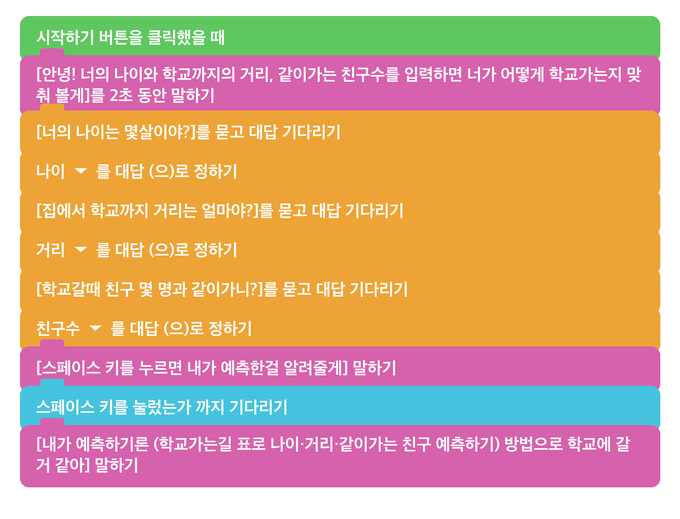 시작하기 버튼을 클릭했을 때
[안녕! 너의 나이와 학교까지의 거리, 같이가는 친구수를 입력하면 너가 어떻게 학교가는지 맞
춰 볼게]를 2초 동안 말하기
[너의 나이는 몇살이야?]를 묻고 대답 기다리기
나이 를 대답 (으)로 정하기
[집에서 학교까지 거리는 얼마야?]를 묻고 대답 기다리기
거리 를 대답 (으)로 정하기
[학교갈때 친구 몇 명과 같이가니?]를 묻고 대답 기다리기
친구수 를 대답 (으)로 정하기
[스페이스 키를 누르면 내가 예측한걸 알려줄게] 말하기
스페이스 키를 눌렀는가 까지 기다리기
[내가 예측하기론 (학교가는길 표로 나이·거리·같이가는 친구 예측하기) 방법으로 학교에 갈
거 같아] 말하기